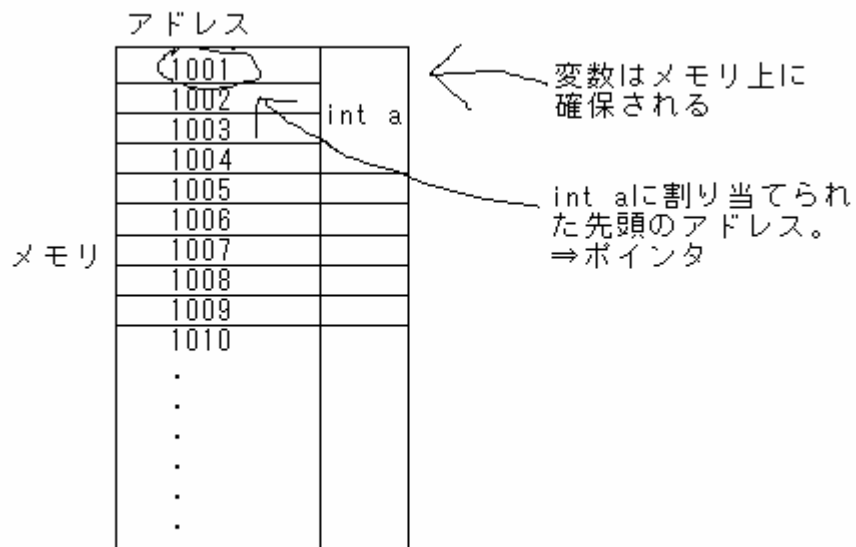 アドレス
1001
1002
1003
1004
1005
1006
1007
1008
1009
1010
・
・
・
・
・
・
int a
メモリ
変数はメモリ上に
確保される
int aに割り当てられ
た先頭のアドレス。
⇒ポインタ